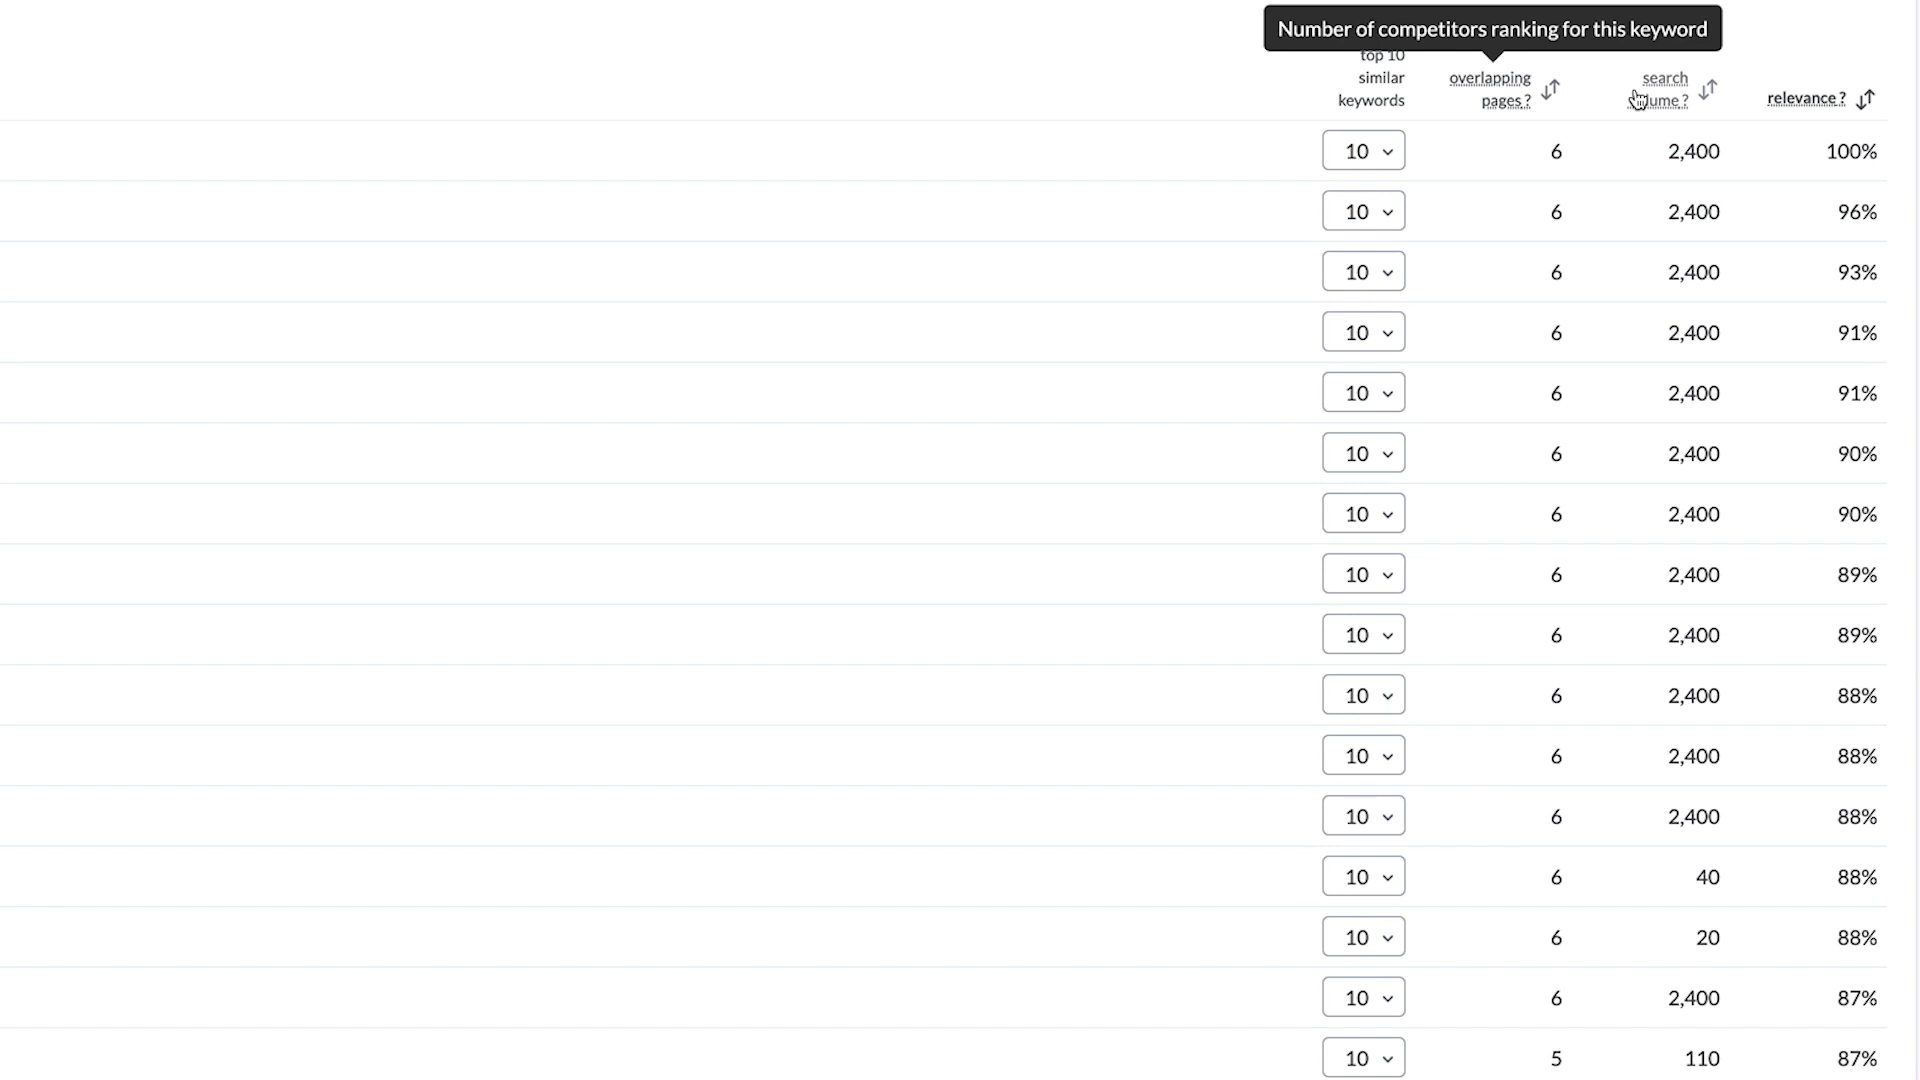 Number of competitors ranking for this keyword
top 10
similar
keywords
overlapping
pages ?
search
ume ?
relevance ?
10 6 2,400 100%
10 6 2,400 96%
10 6 2,400 93%
10 6 2,400 91%
10 6 2,400 91%
10 6 2,400 90%
10 6 2,400 90%
10 6 2,400 89%
10 6 2,400 89%
10 6 2,400 88%
10 6 2,400 88%
10 6 2,400 88%
10 6 40 88%
10 6 20 88%
10 6 2,400 87%
10 5 110 87%